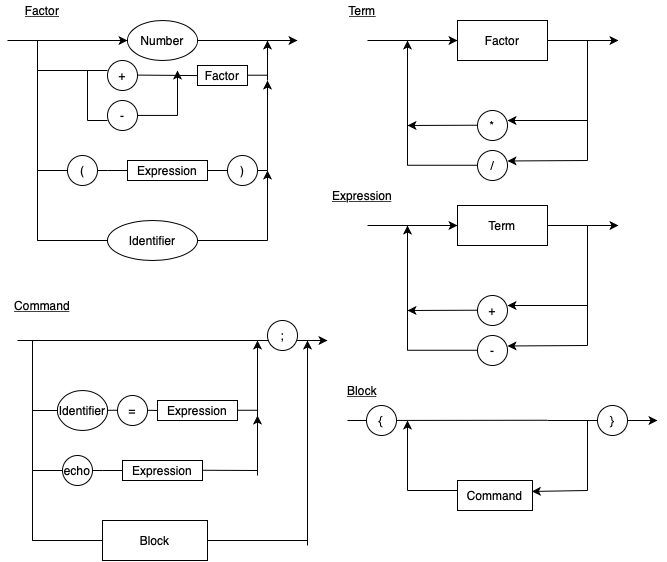 Factor
Number
+
Factor
-
(
Expression
)
Identifier
Term
Factor
*
/
Expression
Term
+
-
Command
;
Identifier
=
Expression
echo
Expression
Block
Block
{
}
Command